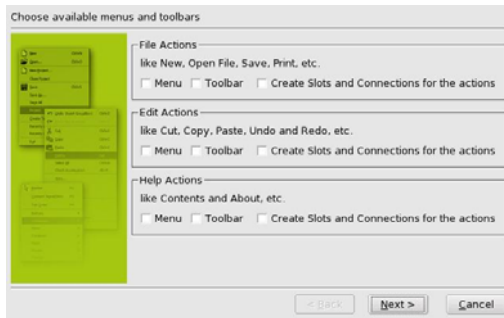 Choose available menus and toolbars
File Actions
like New, Open File, Save, Print, etc.
Menu Toolbar Create Slots and Connections for the actions
Edit Actions
like Cut, Copy, Paste, Undo and Redo, etc.
Menu Toolbar Create Slots and Connections for the actions
Help Actions
like Contents and About, etc.
Menu Toolbar Create Slots and Connections for the actions
< Back Next > Cancel